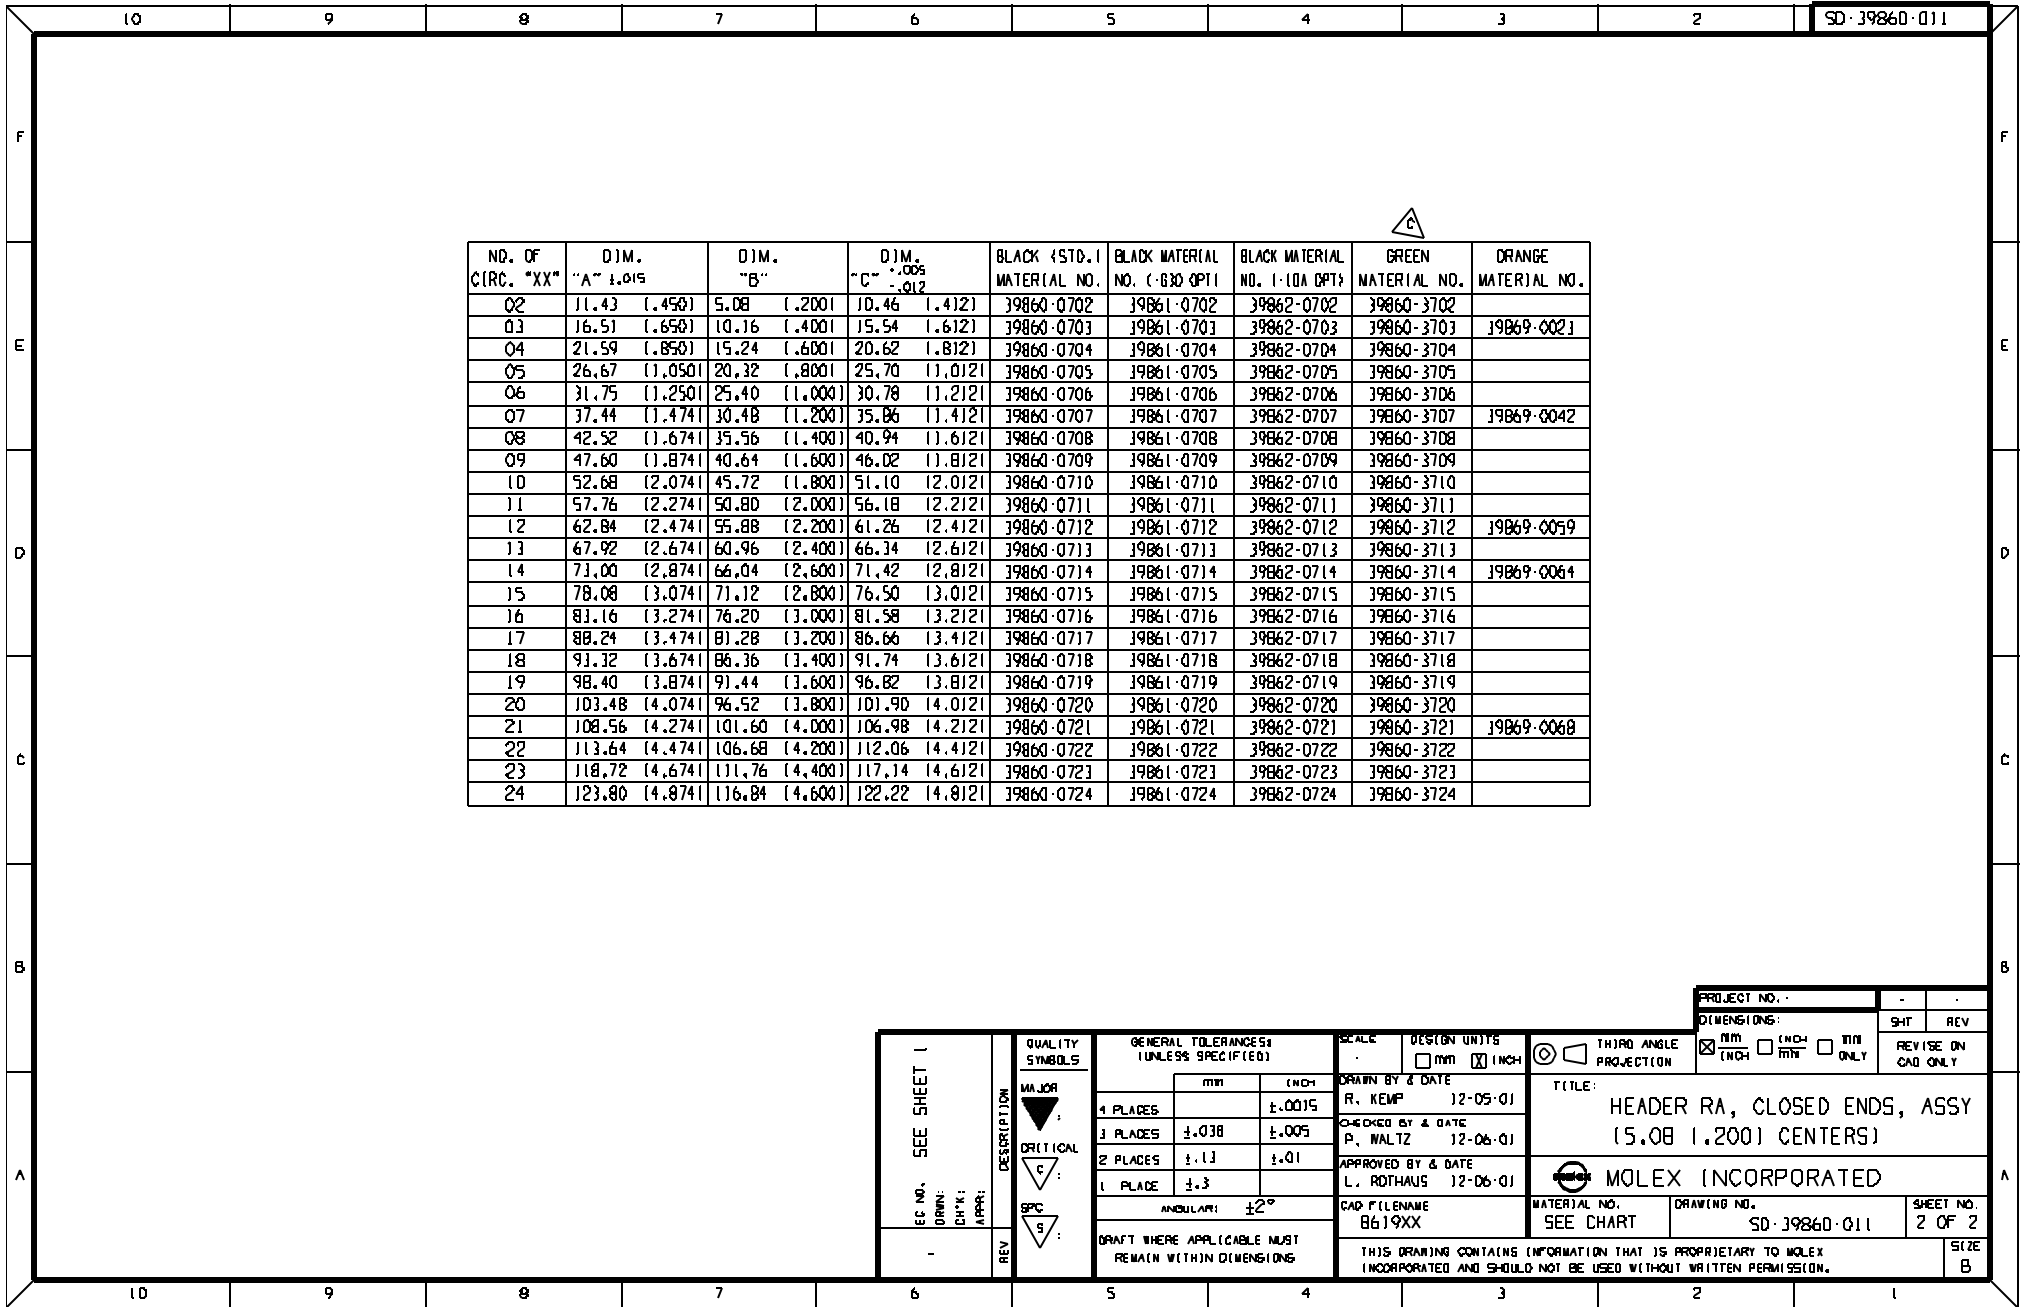 10 9 8 7 6 5 4 3 2 SD-39860-011
F F
E E
D D
C C
B B
A A
C
NO. OF CIRC. "XX" DIM. "A" ±.015 DIM. "B" DIM. "C" +.005 -.012 BLACK (STD.) MATERIAL NO. BLACK MATERIAL NO. (-G30 OPT) BLACK MATERIAL NO. (-10A OPT) GREEN MATERIAL NO. ORANGE MATERIAL NO.
02 11.43 (.450) 5.08 (.200) 10.46 (.412) 39860-0702 39861-0702 39862-0702 39860-3702
03 16.51 (.650) 10.16 (.400) 15.54 (.612) 39860-0703 39861-0703 39862-0703 39860-3703 39869-0023
04 21.59 (.850) 15.24 (.600) 20.62 (.812) 39860-0704 39861-0704 39862-0704 39860-3704
05 26.67 (1.050) 20.32 (.800) 25.70 (1.012) 39860-0705 39861-0705 39862-0705 39860-3705
06 31.75 (1.250) 25.40 (1.000) 30.78 (1.212) 39860-0706 39861-0706 39862-0706 39860-3706
07 37.44 (1.474) 30.48 (1.200) 35.86 (1.412) 39860-0707 39861-0707 39862-0707 39860-3707 39869-0042
08 42.52 (1.674) 35.56 (1.400) 40.94 (1.612) 39860-0708 39861-0708 39862-0708 39860-3708
09 47.60 (1.874) 40.64 (1.600) 46.02 (1.812) 39860-0709 39861-0709 39862-0709 39860-3709
10 52.68 (2.074) 45.72 (1.800) 51.10 (2.012) 39860-0710 39861-0710 39862-0710 39860-3710
11 57.76 (2.274) 50.80 (2.000) 56.18 (2.212) 39860-0711 39861-0711 39862-0711 39860-3711
12 62.84 (2.474) 55.88 (2.200) 61.26 (2.412) 39860-0712 39861-0712 39862-0712 39860-3712 39869-0059
13 67.92 (2.674) 60.96 (2.400) 66.34 (2.612) 39860-0713 39861-0713 39862-0713 39860-3713
14 73.00 (2.874) 66.04 (2.600) 71.42 (2.812) 39860-0714 39861-0714 39862-0714 39860-3714 39869-0064
15 78.08 (3.074) 71.12 (2.800) 76.50 (3.012) 39860-0715 39861-0715 39862-0715 39860-3715
16 83.16 (3.274) 76.20 (3.000) 81.58 (3.212) 39860-0716 39861-0716 39862-0716 39860-3716
17 88.24 (3.474) 81.28 (3.200) 86.66 (3.412) 39860-0717 39861-0717 39862-0717 39860-3717
18 93.32 (3.674) 86.36 (3.400) 91.74 (3.612) 39860-0718 39861-0718 39862-0718 39860-3718
19 98.40 (3.874) 91.44 (3.600) 96.82 (3.812) 39860-0719 39861-0719 39862-0719 39860-3719
20 103.48 (4.074) 96.52 (3.800) 101.90 (4.012) 39860-0720 39861-0720 39862-0720 39860-3720
21 108.56 (4.274) 101.60 (4.000) 106.98 (4.212) 39860-0721 39861-0721 39862-0721 39860-3721 39869-0068
22 113.64 (4.474) 106.68 (4.200) 112.06 (4.412) 39860-0722 39861-0722 39862-0722 39860-3722
23 118.72 (4.674) 111.76 (4.400) 117.14 (4.612) 39860-0723 39861-0723 39862-0723 39860-3723
24 123.80 (4.874) 116.84 (4.600) 122.22 (4.812) 39860-0724 39861-0724 39862-0724 39860-3724
PROJECT NO. - - -
DIMENSIONS: SHT REV
mm/INCH INCH/mm mm ONLY REVISE ON CAD ONLY
EC NO. SEE SHEET 1
DRWN:
CH'K:
APPR:
- REV DESCRIPTION
QUALITY SYMBOLS
MAJOR :
CRITICAL C :
SPC S :
GENERAL TOLERANCES:
(UNLESS SPECIFIED)
mm INCH
4 PLACES ±.0015
3 PLACES ±.038 ±.005
2 PLACES ±.13 ±.01
1 PLACE ±.3
ANGULAR: ±2°
DRAFT WHERE APPLICABLE MUST
REMAIN WITHIN DIMENSIONS
SCALE - DESIGN UNITS mm X INCH
THIRD ANGLE PROJECTION
DRAWN BY & DATE
R. KEMP 12-05-01
CHECKED BY & DATE
P. WALTZ 12-06-01
APPROVED BY & DATE
L. ROTHAUS 12-06-01
CAD FILENAME
8619XX
TITLE:
HEADER RA, CLOSED ENDS, ASSY
(5.08 (.200) CENTERS)
molex MOLEX INCORPORATED
MATERIAL NO. SEE CHART
DRAWING NO. SD-39860-011
SHEET NO. 2 OF 2
THIS DRAWING CONTAINS INFORMATION THAT IS PROPRIETARY TO MOLEX
INCORPORATED AND SHOULD NOT BE USED WITHOUT WRITTEN PERMISSION.
SIZE B
10 9 8 7 6 5 4 3 2 1